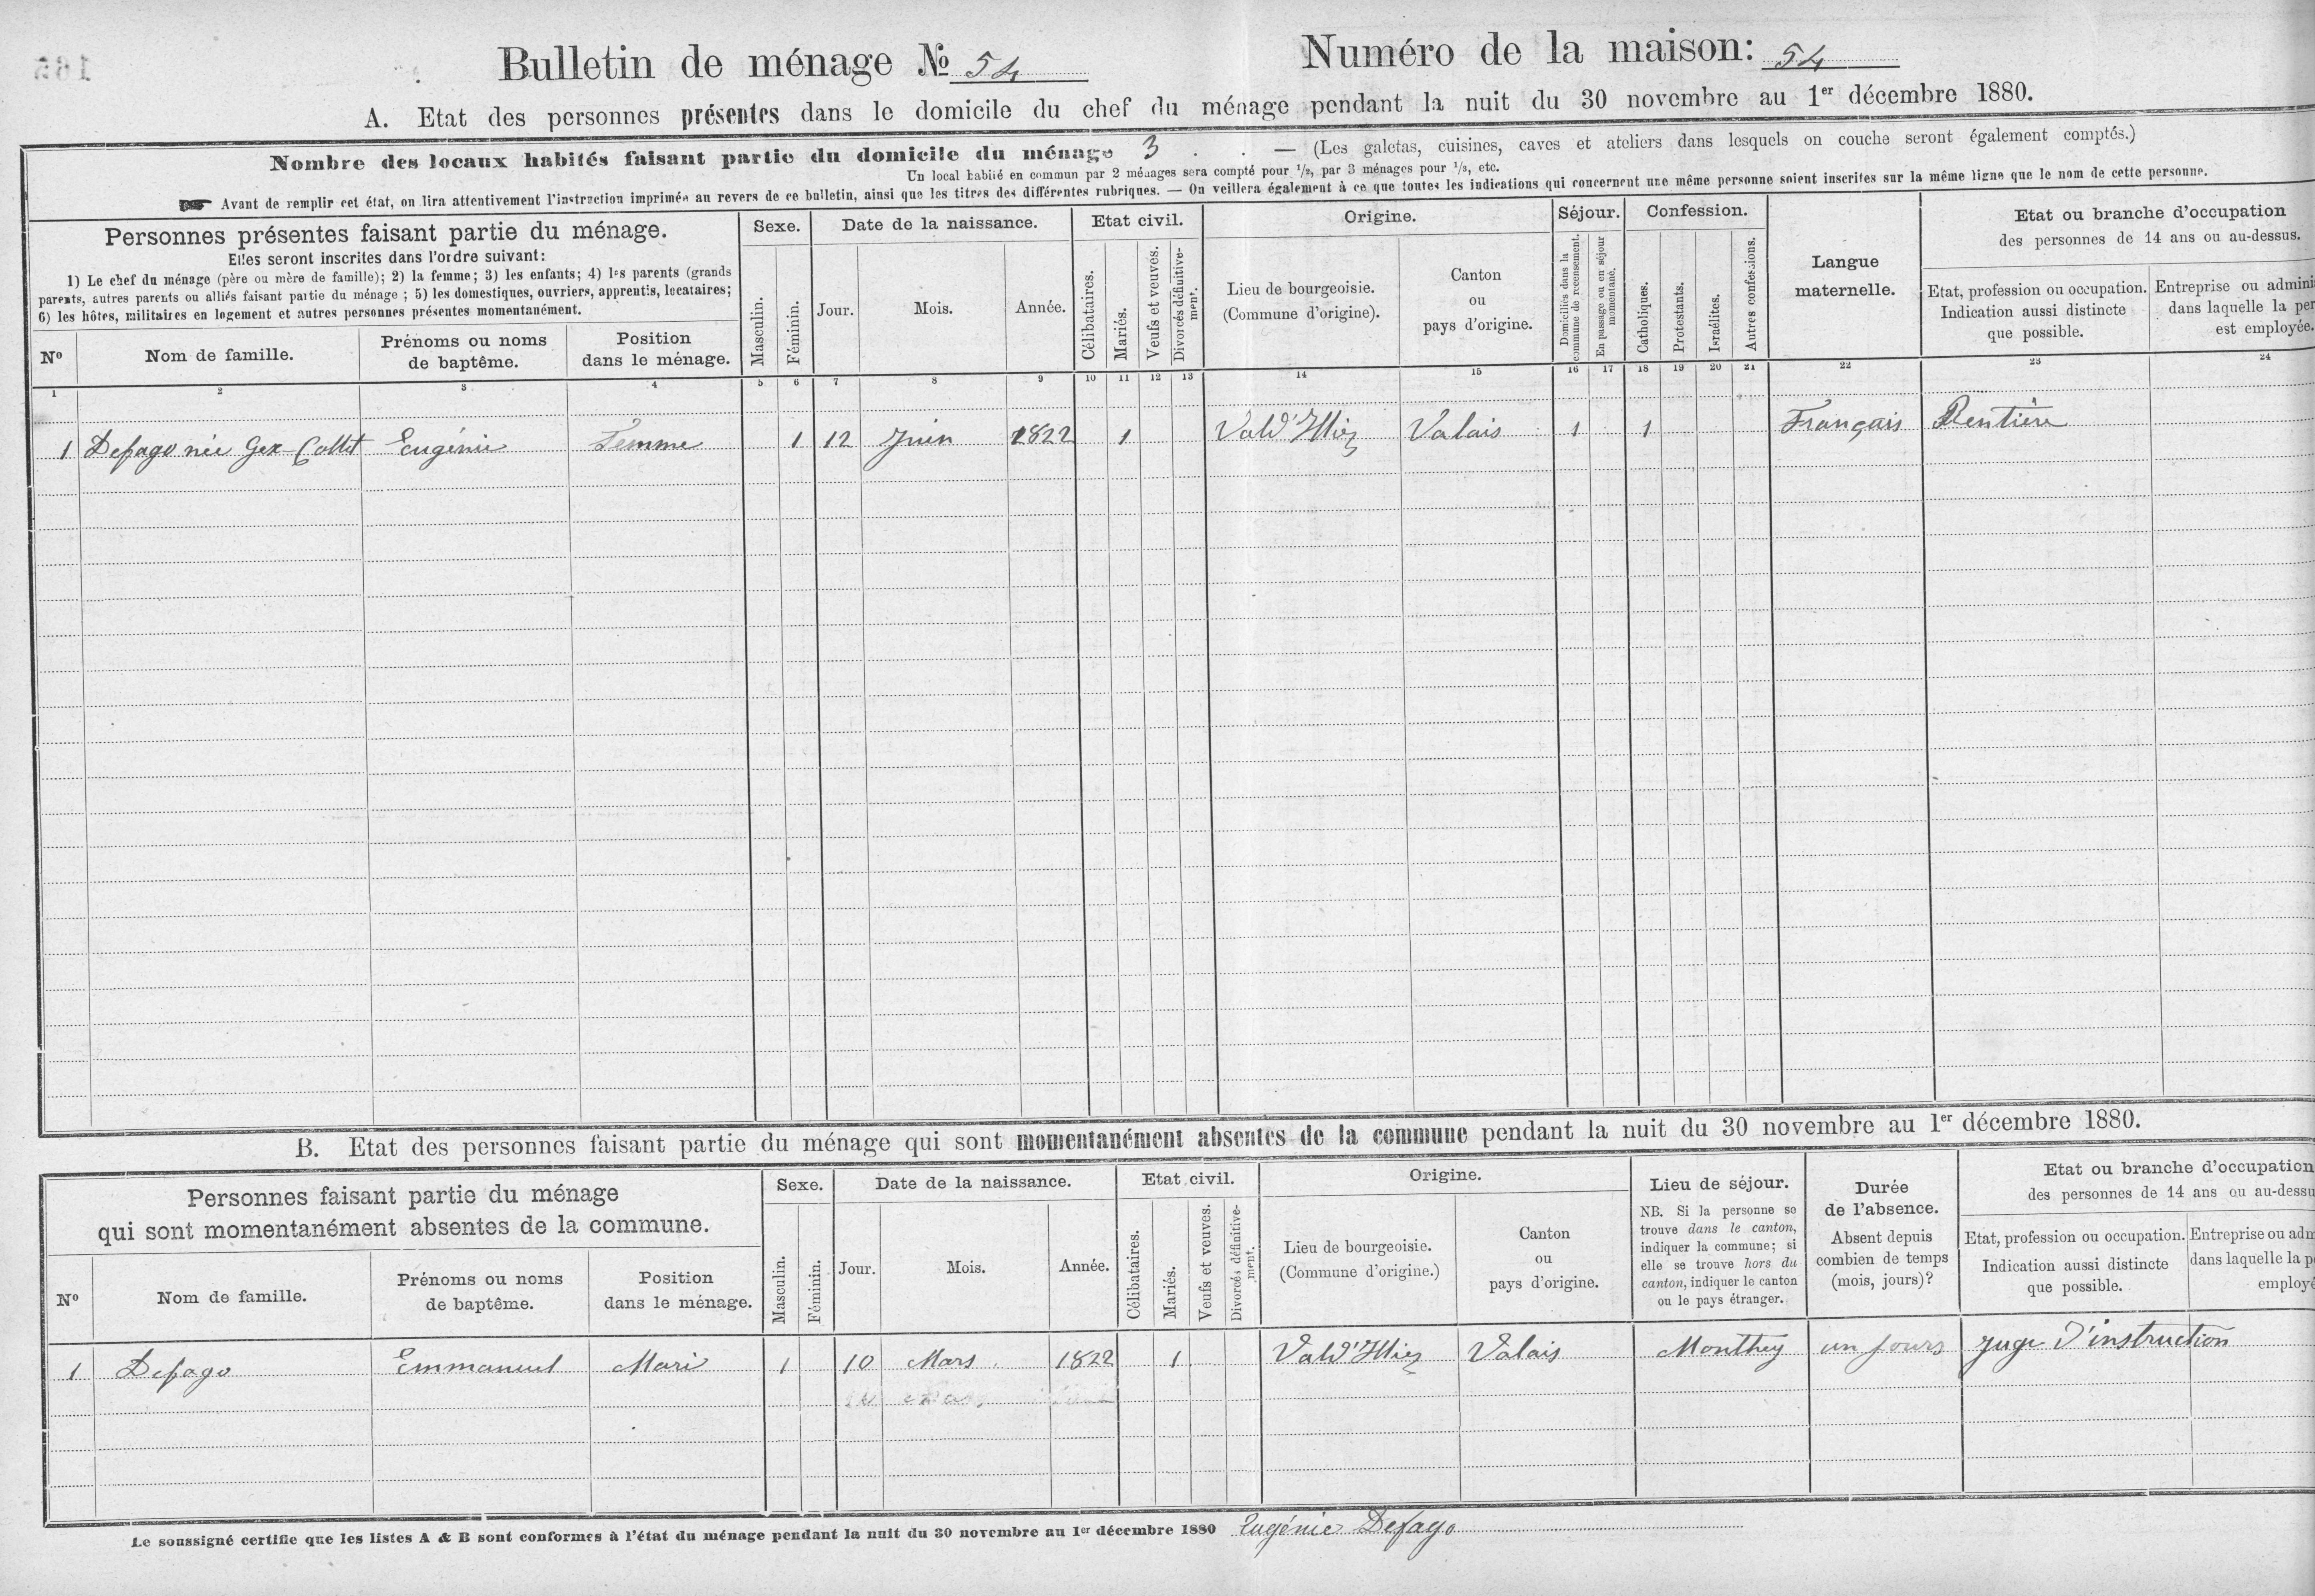 Bulletin de ménage № 54
Numéro de la maison: 54
A. Etat des personnes présentes dans le domicile du chef du ménage pendant la nuit du 30 novembre au 1er décembre 1880.
Nombre des locaux habités faisant partie du domicile du ménage 3 . . — (Les galetas, cuisines, caves et ateliers dans lesquels on couche seront également comptés.)
Un local habité en commun par 2 ménages sera compté pour 1/2, par 3 ménages pour 1/3, etc.
Avant de remplir cet état, on lira attentivement l'instruction imprimée au revers de ce bulletin, ainsi que les titres des différentes rubriques. — On veillera également à ce que toutes les indications qui concernent une même personne soient inscrites sur la même ligne que le nom de cette personne.
Personnes présentes faisant partie du ménage.
Elles seront inscrites dans l'ordre suivant:
1) Le chef du ménage (père ou mère de famille); 2) la femme; 3) les enfants; 4) les parents (grands
parents, autres parents ou alliés faisant partie du ménage ; 5) les domestiques, ouvriers, apprentis, locataires;
6) les hôtes, militaires en logement et autres personnes présentes momentanément.
Nº
Nom de famille.
Prénoms ou noms
de baptême.
Position
dans le ménage.
Sexe.
Masculin.
Féminin.
Date de la naissance.
Jour.
Mois.
Année.
Etat civil.
Célibataires.
Mariés.
Veufs et veuves.
Divorcés définitive-
ment.
Origine.
Lieu de bourgeoisie.
(Commune d'origine).
Canton
ou
pays d'origine.
Séjour.
Domiciliés dans la
commune de recensement.
En passage ou en séjour
momentané.
Confession.
Catholiques.
Protestants.
Israélites.
Autres confessions.
Langue
maternelle.
Etat ou branche d'occupation
des personnes de 14 ans ou au-dessus.
Etat, profession ou occupation.
Indication aussi distincte
que possible.
Entreprise ou admini
dans laquelle la per
est employée.
1 2 3 4 5 6 7 8 9 10 11 12 13 14 15 16 17 18 19 20 21 22 23 24
1 Defago née Gex-Collet Eugénie Femme 1 12 Juin 1822 1 Vald'Illiez Valais 1 1 Français Rentière
B. Etat des personnes faisant partie du ménage qui sont momentanément absentes de la commune pendant la nuit du 30 novembre au 1er décembre 1880.
Personnes faisant partie du ménage
qui sont momentanément absentes de la commune.
Nº
Nom de famille.
Prénoms ou noms
de baptême.
Position
dans le ménage.
Sexe.
Masculin.
Féminin.
Date de la naissance.
Jour.
Mois.
Année.
Etat civil.
Célibataires.
Mariés.
Veufs et veuves.
Divorcés définitive-
ment.
Origine.
Lieu de bourgeoisie.
(Commune d'origine.)
Canton
ou
pays d'origine.
Lieu de séjour.
NB. Si la personne se
trouve dans le canton,
indiquer la commune; si
elle se trouve hors du
canton, indiquer le canton
ou le pays étranger.
Durée
de l'absence.
Absent depuis
combien de temps
(mois, jours)?
Etat ou branche d'occupation
des personnes de 14 ans ou au-dessu
Etat, profession ou occupation.
Indication aussi distincte
que possible.
Entreprise ou adm
dans laquelle la p
employé
1 Defago Emmanuel Mari 1 10 Mars 1822 1 Vald'Illiez Valais Monthey un jours Juge d'instruction
Le soussigné certifie que les listes A & B sont conformes à l'état du ménage pendant la nuit du 30 novembre au 1er décembre 1880 Eugénie Defago